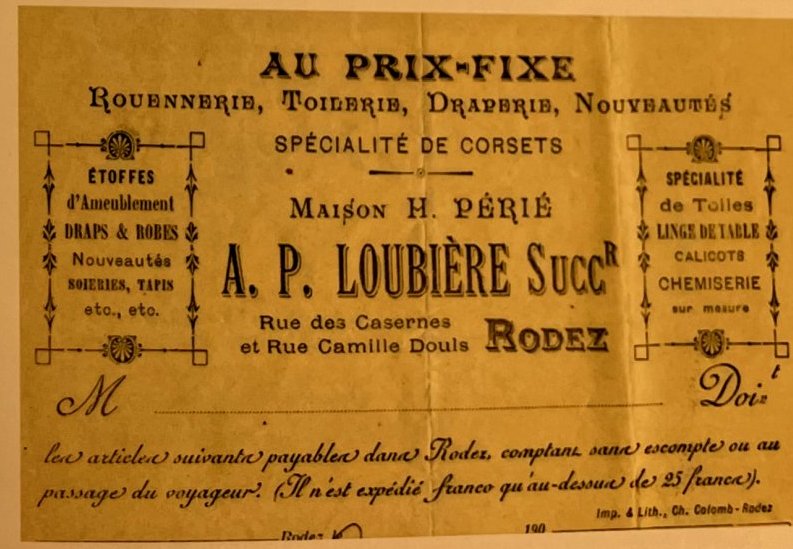 AU PRIX-FIXE
ROUENNERIE, TOILERIE, DRAPERIE, NOUVEAUTÉS
SPÉCIALITÉ DE CORSETS
ÉTOFFES
d'Ameublement
DRAPS & ROBES
Nouveautés
SOIERIES, TAPIS
etc., etc.
MAISON H. PÉRIÉ
A. P. LOUBIÈRE SUCCR
Rue des Casernes
et Rue Camille Douls RODEZ
SPÉCIALITÉ
de Toiles
LINGE DE TABLE
CALICOTS
CHEMISERIE
sur mesure
M Doit
les articles suivants payables dans Rodez, comptant sans escompte ou au
passage du voyageur. (Il n'est expédié franco qu'au-dessus de 25 francs).
Imp. & Lith., Ch. Colomb-Rodez
Rodez, le 190